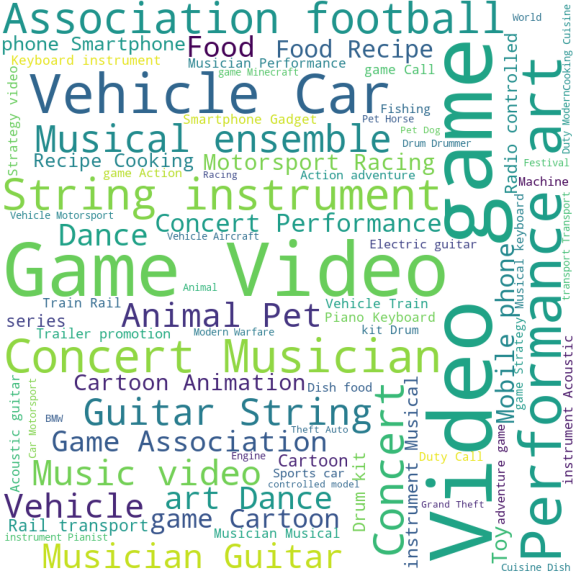 Association football
World
phone Smartphone
Food
Food Recipe
Keyboard instrument
Musician Performance
game Call
game Minecraft
Vehicle Car
Fishing
Smartphone Gadget
Pet Horse
Strategy video
Musical ensemble
Pet Dog
Drum Drummer
Recipe Cooking
Motorsport Racing
game Action
Racing
Action adventure
String instrument
Vehicle Motorsport
Concert Performance
Dance
Vehicle Aircraft
Electric guitar
Game Video
Animal
Train Rail
Animal Pet
Vehicle Train
series
Piano Keyboard
Trailer promotion
Modern Warfare
kit Drum
Concert Musician
Cartoon Animation
Dish food
Acoustic guitar
Car Motorsport
BMW
Guitar String
Theft Auto
Game Association
Engine
Cartoon
Music video
Sports car
controlled model
Vehicle
art Dance
Drum kit
Concert
instrument Musical
Rail transport
game Cartoon
Musician Musical
instrument Pianist
Musician Guitar
Duty Call
Grand Theft
Video game
Toy
adventure game
Mobile phone
Radio controlled
game Strategy
Musical keyboard
Performance art
Machine
Festival
Duty Modern
Cooking Cuisine
transport Transport
instrument Acoustic
Cuisine Dish